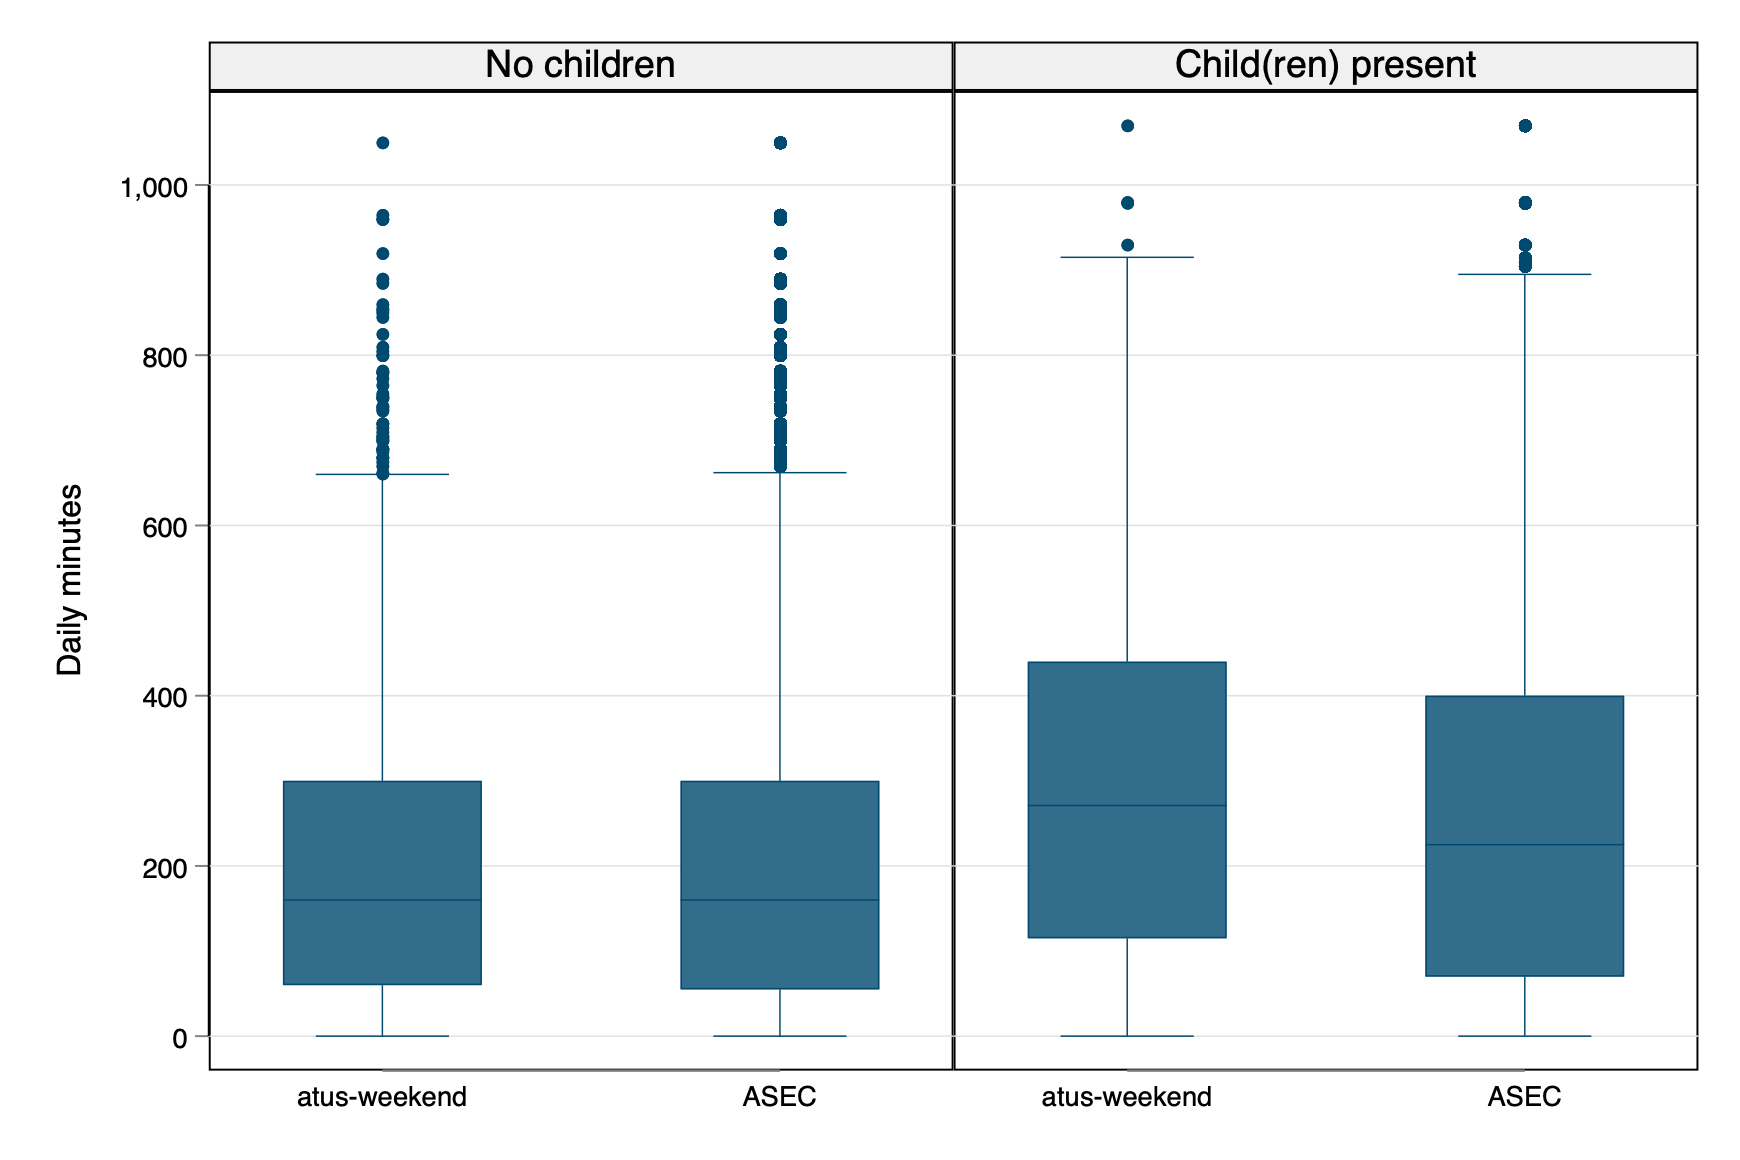 No children
Child(ren) present
Daily minutes
1,000
800
600
400
200
0
atus-weekend
ASEC
atus-weekend
ASEC